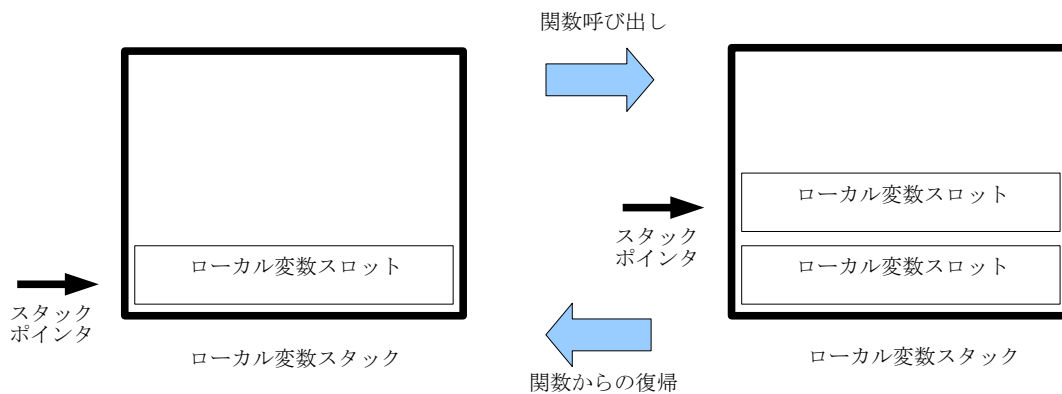 関数呼び出し
ローカル変数スロット
スタック
ポインタ
ローカル変数スロット
ローカル変数スロット
スタック
ポインタ
ローカル変数スタック
ローカル変数スタック
関数からの復帰